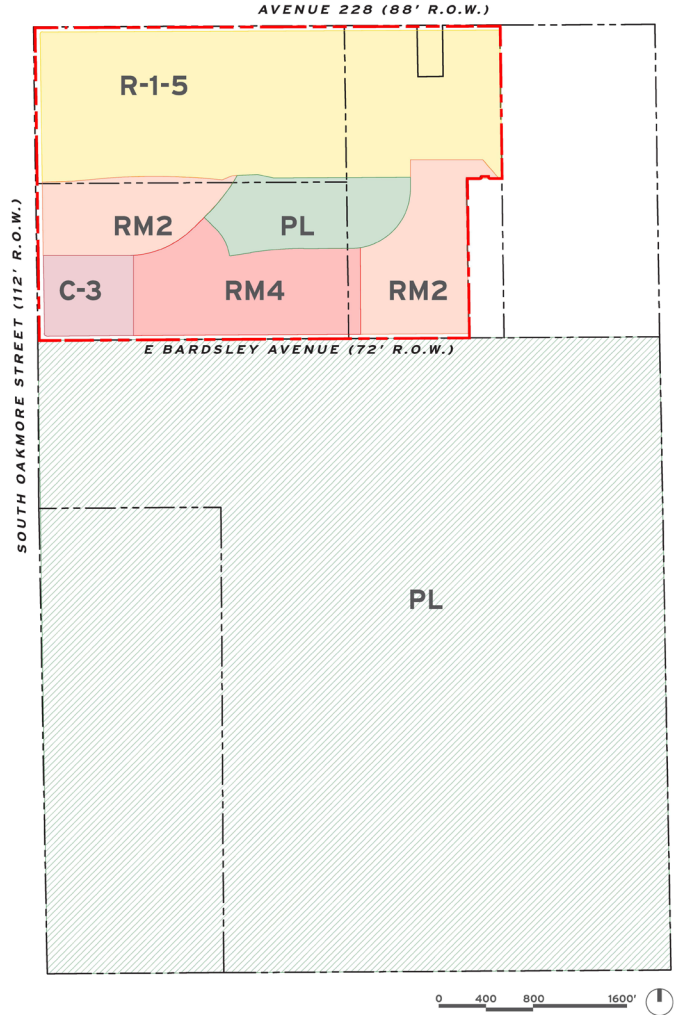 AVENUE 228 (88' R.O.W.)
R-1-5
RM2
PL
C-3
RM4
RM2
SOUTH OAKMORE STREET (112' R.O.W.)
E BARDSLEY AVENUE (72' R.O.W.)
PL
0 400 800 1600'